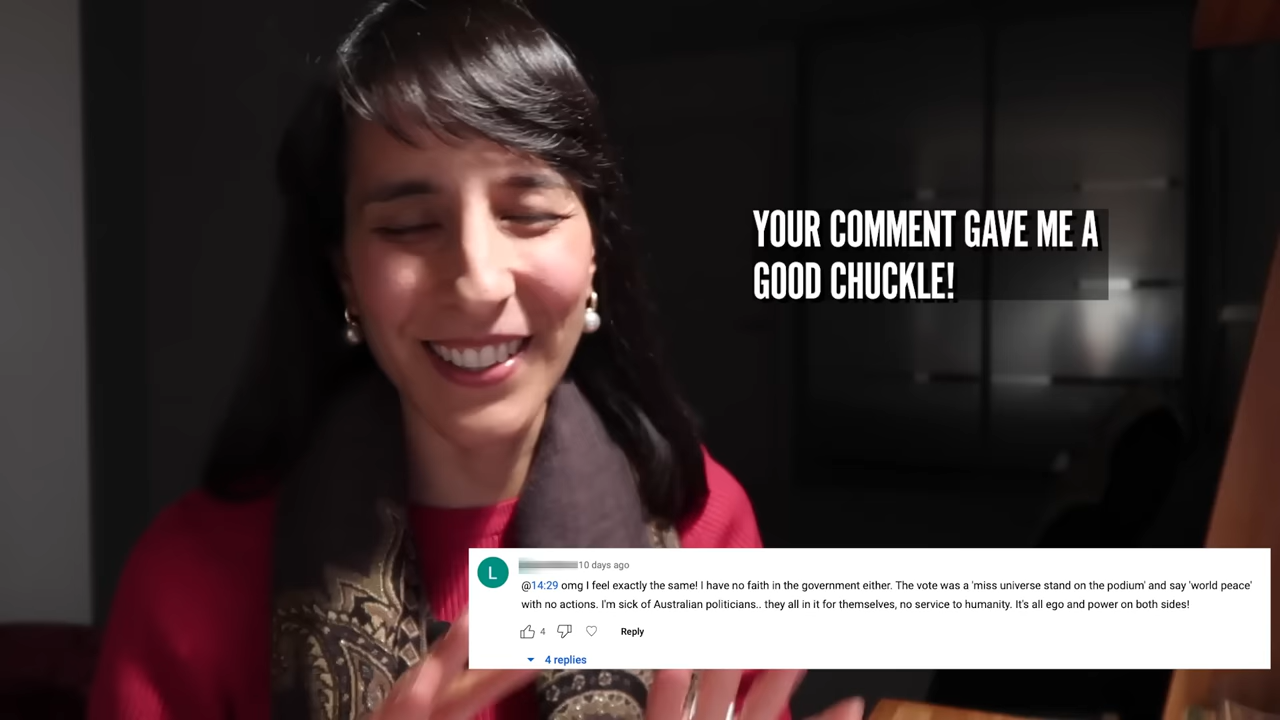 YOUR COMMENT GAVE ME A
GOOD CHUCKLE!
L
10 days ago
@14:29 omg I feel exactly the same! I have no faith in the government either. The vote was a 'miss universe stand on the podium' and say 'world peace'
with no actions. I'm sick of Australian politicians.. they all in it for themselves, no service to humanity. It's all ego and power on both sides!
4
Reply
4 replies